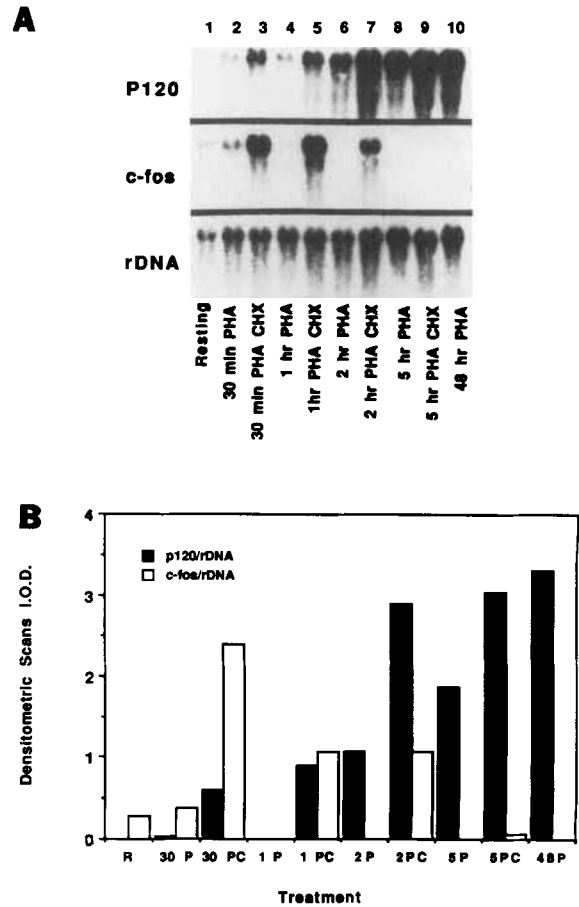 A
1 2 3 4 5 6 7 8 9 10
P120
c-fos
rDNA
Resting
30 min PHA
30 min PHA CHX
1 hr PHA
1hr PHA CHX
2 hr PHA
2 hr PHA CHX
5 hr PHA
5 hr PHA CHX
48 hr PHA
B
4
3
2
1
0
Densitometric Scans I.O.D.
p120/rDNA
c-fos/rDNA
R 30 P 30 PC 1 P 1 PC 2P 2PC 5P 5PC 48P
Treatment